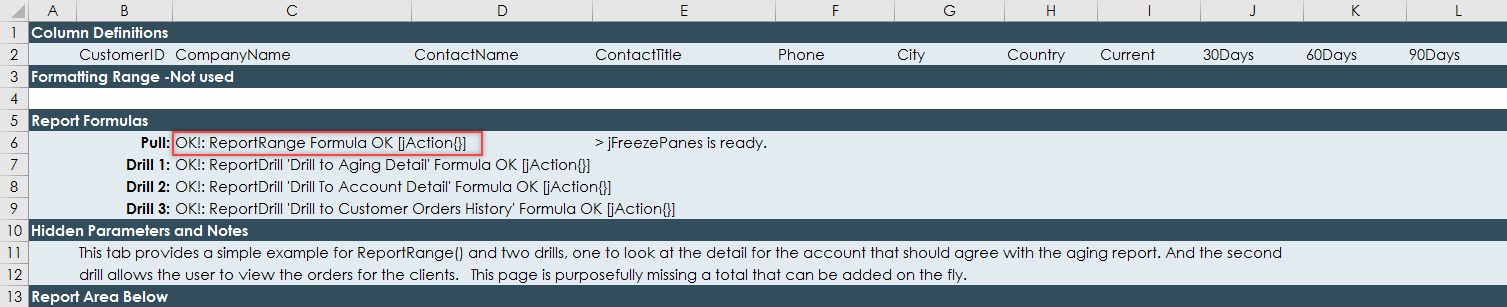 A B C D E F G H I J K L
1 Column Definitions
2 CustomerID CompanyName ContactName ContactTitle Phone City Country Current 30Days 60Days 90Days
3 Formatting Range -Not used
4
5 Report Formulas
6 Pull: OK!: ReportRange Formula OK [jAction{}] > jFreezePanes is ready.
7 Drill 1: OK!: ReportDrill 'Drill to Aging Detail' Formula OK [jAction{}]
8 Drill 2: OK!: ReportDrill 'Drill To Account Detail' Formula OK [jAction{}]
9 Drill 3: OK!: ReportDrill 'Drill to Customer Orders History' Formula OK [jAction{}]
10 Hidden Parameters and Notes
11 This tab provides a simple example for ReportRange() and two drills, one to look at the detail for the account that should agree with the aging report. And the second
12 drill allows the user to view the orders for the clients. This page is purposefully missing a total that can be added on the fly.
13 Report Area Below